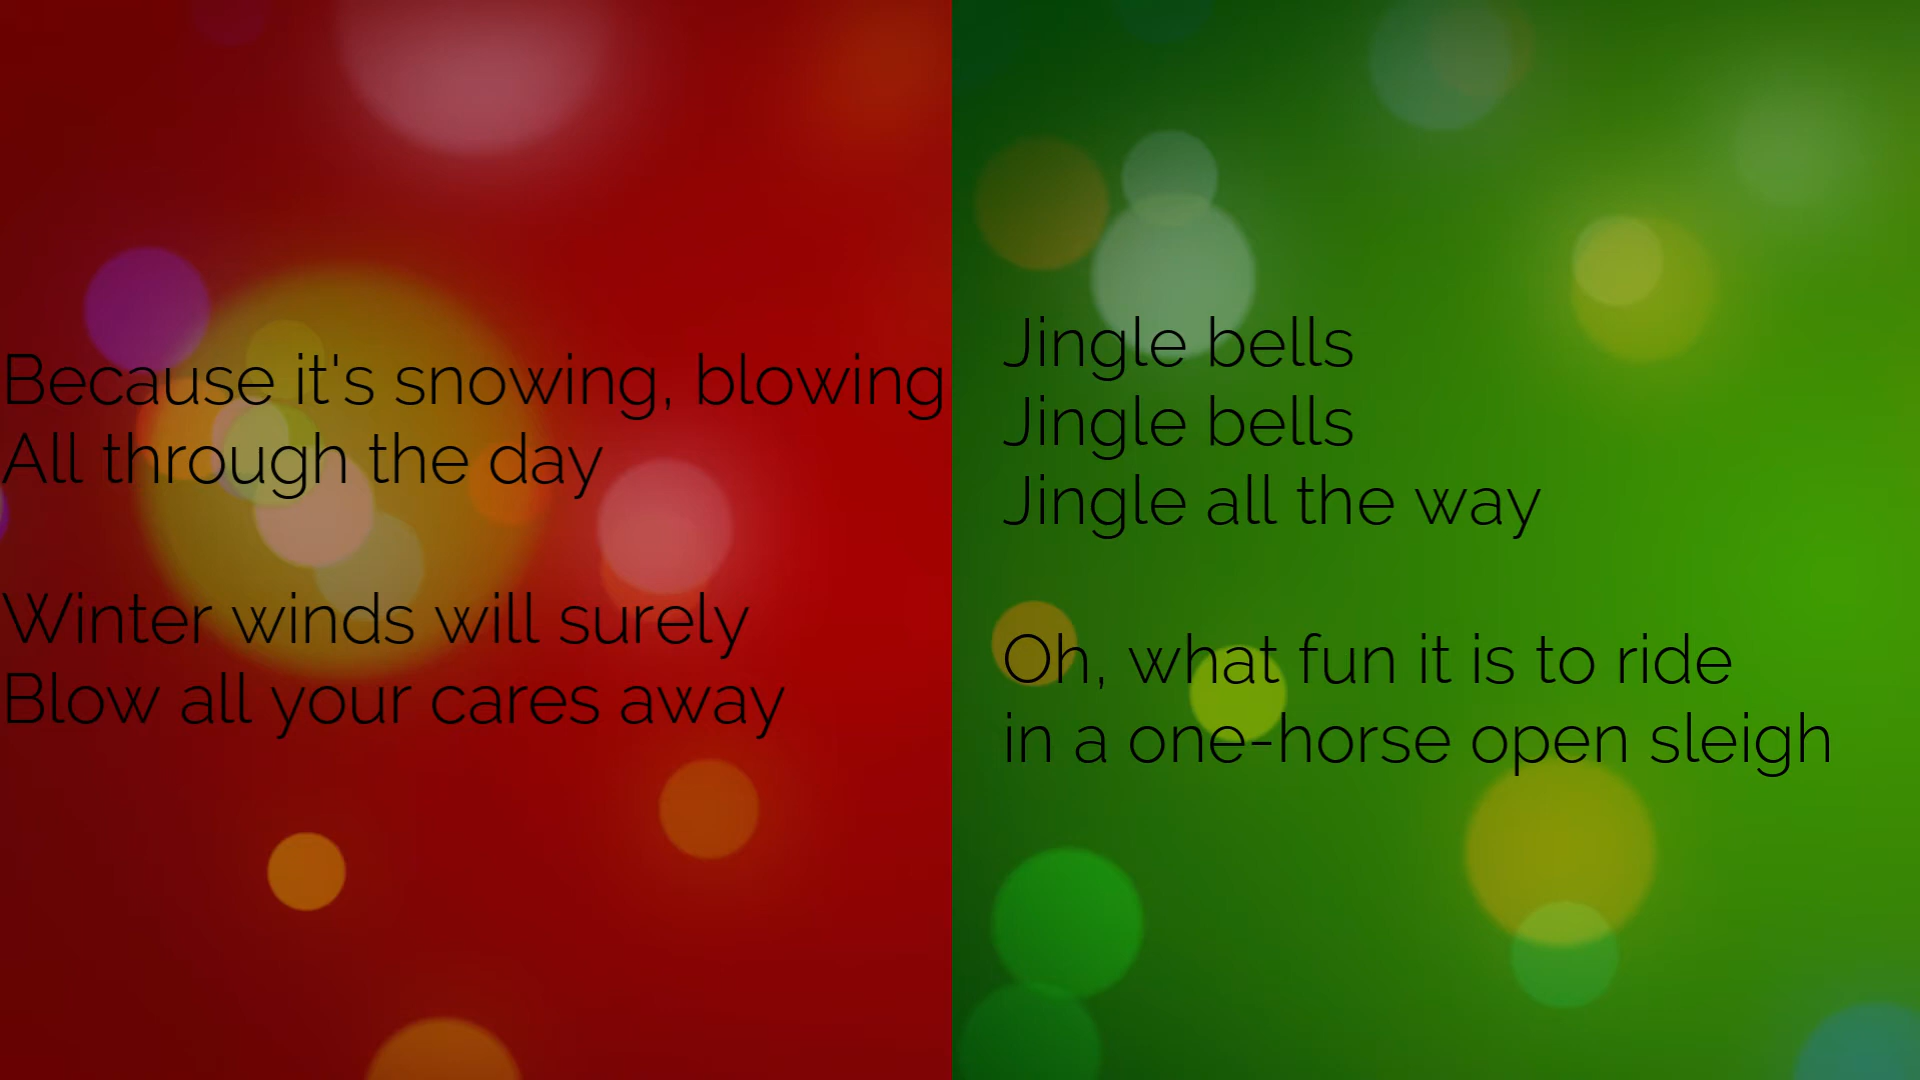 Because it's snowing, blowing
All through the day
Winter winds will surely
Blow all your cares away
Jingle bells
Jingle bells
Jingle all the way
Oh, what fun it is to ride
in a one-horse open sleigh